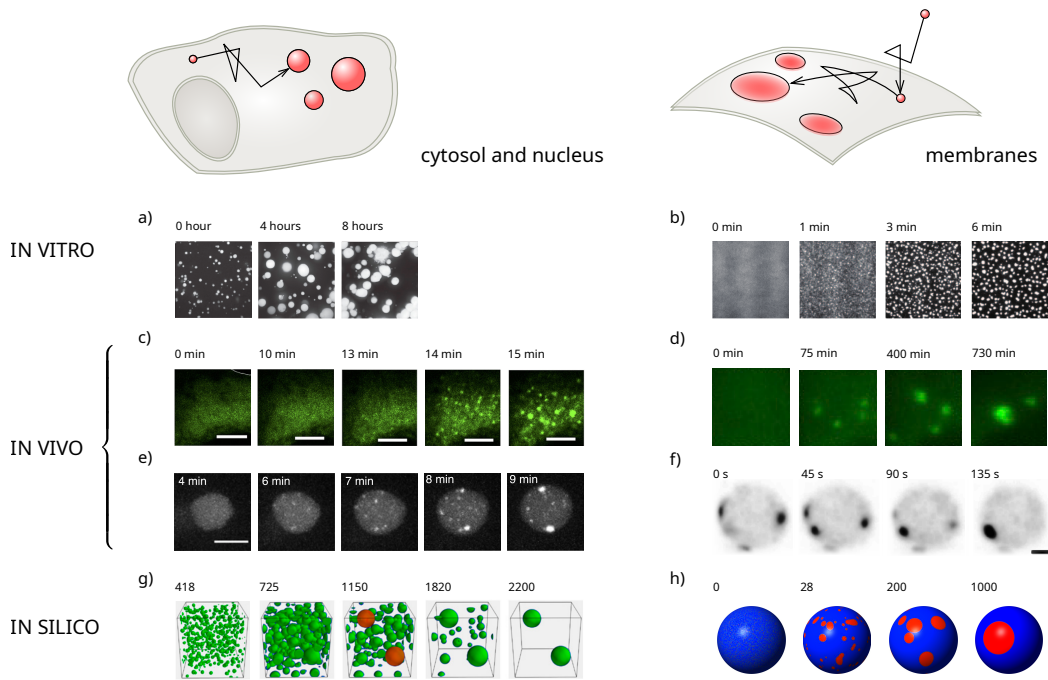 cytosol and nucleus
membranes
IN VITRO
a)
0 hour
4 hours
8 hours
b)
0 min
1 min
3 min
6 min
IN VIVO
c)
0 min
10 min
13 min
14 min
15 min
d)
0 min
75 min
400 min
730 min
e)
4 min
6 min
7 min
8 min
9 min
f)
0 s
45 s
90 s
135 s
IN SILICO
g)
418
725
1150
1820
2200
h)
0
28
200
1000